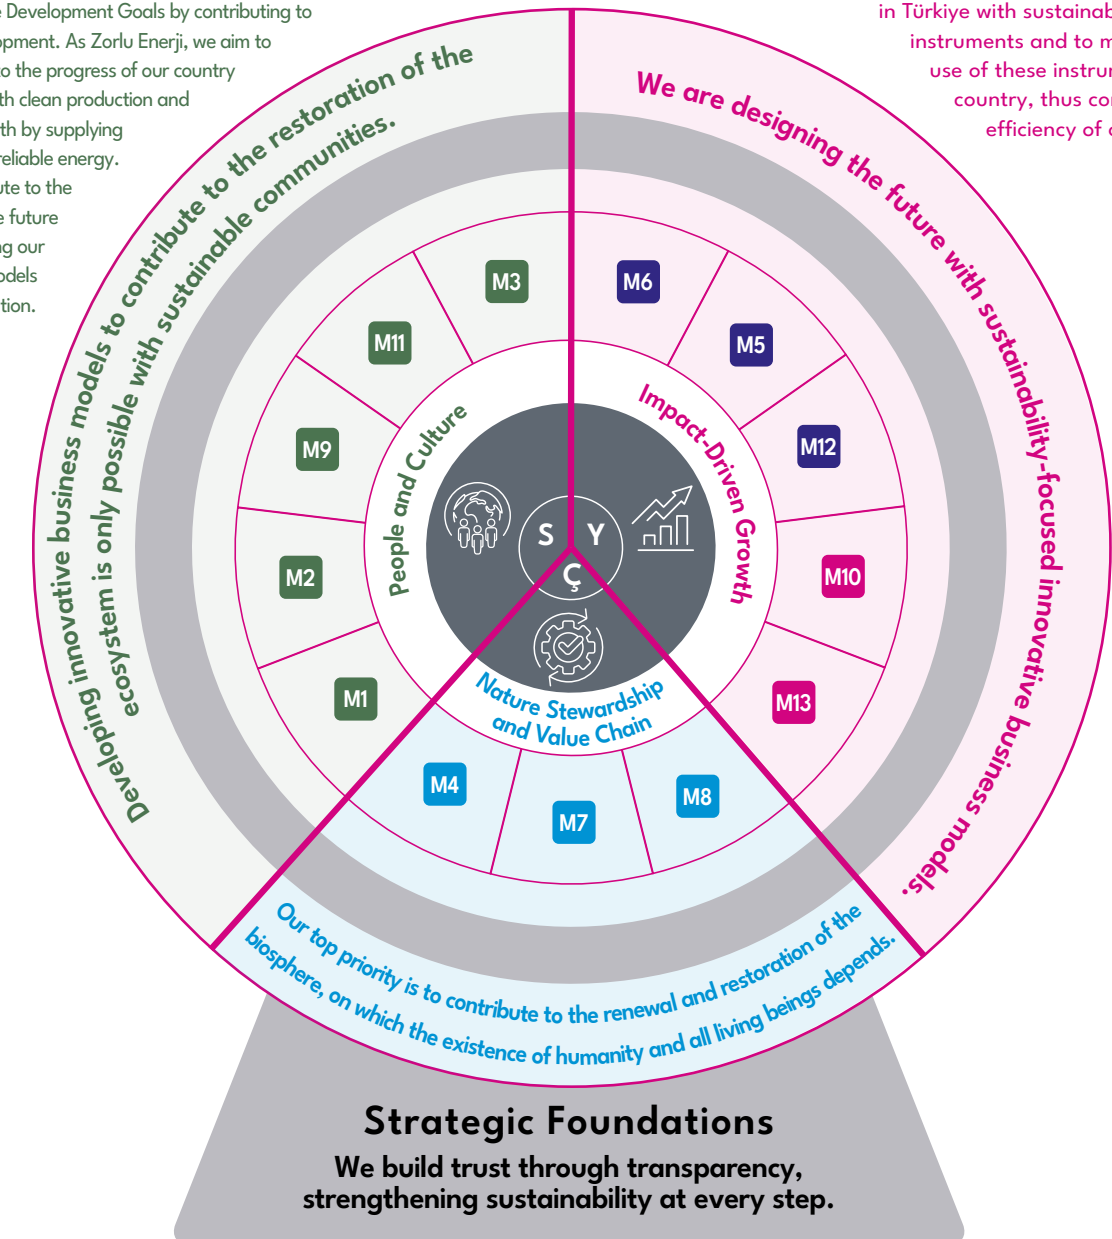 e Development Goals by contributing to
opment. As Zorlu Enerji, we aim to
to the progress of our country
th clean production and
th by supplying
reliable energy.
ute to the
e future
ng our
odels
tion.
in Türkiye with sustainab
instruments and to m
use of these instru
country, thus co
efficiency of
Developing innovative business models to contribute to the restoration of the
ecosystem is only possible with sustainable communities.
We are designing the future with sustainability-focused innovative business models.
M3
M11
M9
M2
M1
M6
M5
M12
M10
M13
M4
M7
M8
People and Culture
Impact-Driven Growth
S Y
Ç
Nature Stewardship
and Value Chain
Our top priority is to contribute to the renewal and restoration of the
biosphere, on which the existence of humanity and all living beings depends.
Strategic Foundations
We build trust through transparency,
strengthening sustainability at every step.